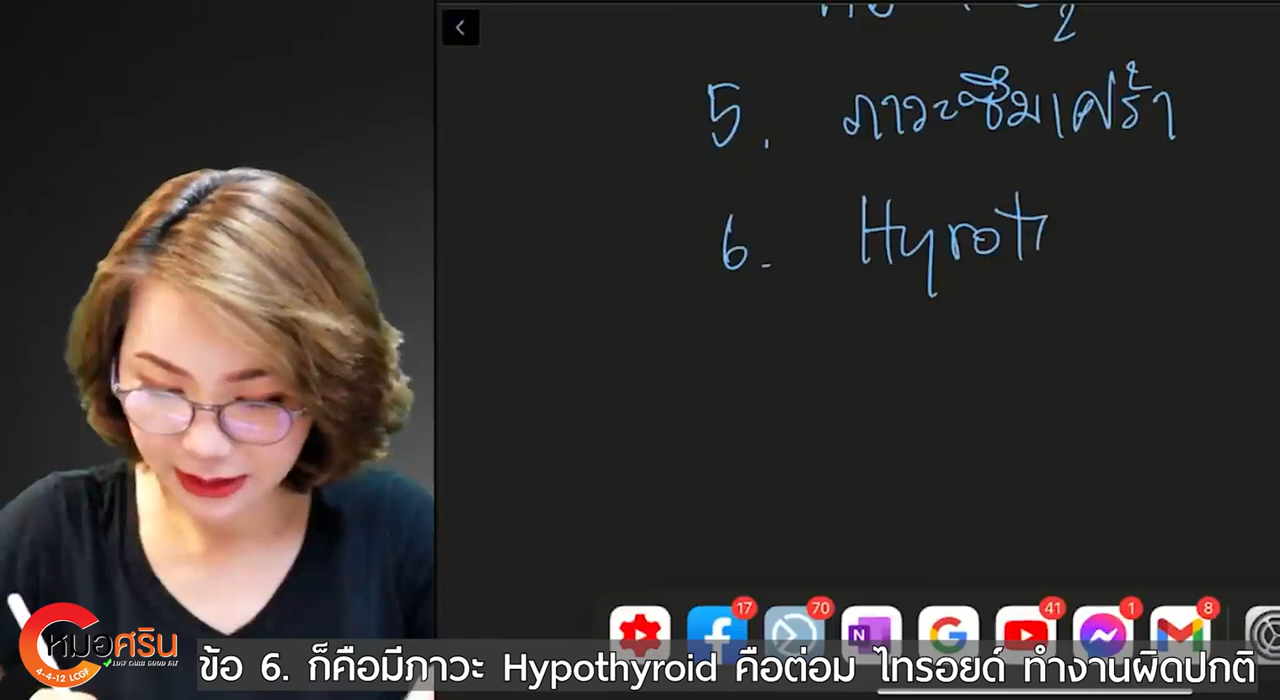 5. ภาวะซึมเศร้า
6. Hyrot
17
70
41
1
8
N
หมอศริน
4-4-12 LCGF
LOW CARB GOOD FAT
ข้อ 6. ก็คือมีภาวะ Hypothyroid คือต่อม ไทรอยด์ ทำงานผิดปกติ